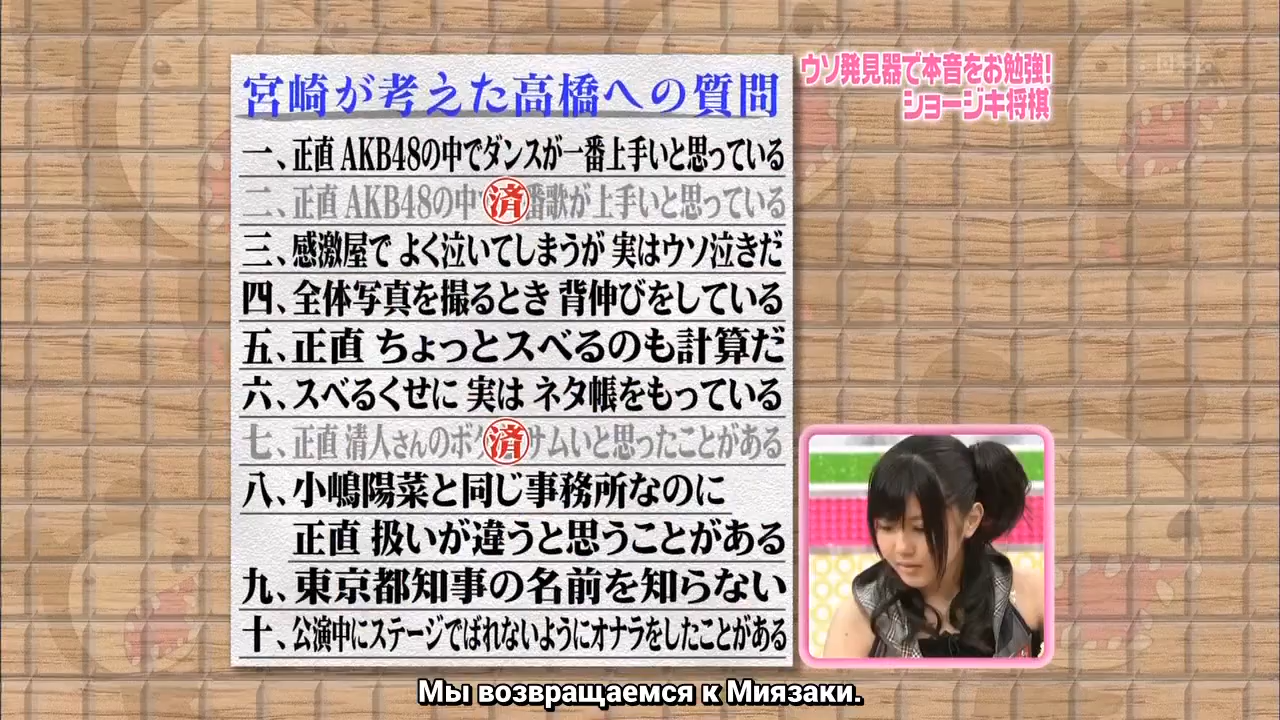 宮崎が考えた高橋への質問
一、正直 AKB48の中でダンスが一番上手いと思っている
二、正直 AKB48の中 済 番歌が上手いと思っている
三、感激屋で よく泣いてしまうが 実はウソ泣きだ
四、全体写真を撮るとき 背伸びをしている
五、正直 ちょっとスベるのも計算だ
六、スベるくせに 実は ネタ帳をもっている
七、正直 清人さんのボ 済 サムいと思ったことがある
八、小嶋陽菜と同じ事務所なのに
正直 扱いが違うと思うことがある
九、東京都知事の名前を知らない
十、公演中にステージでばれないようにオナラをしたことがある
ウソ発見器で本音をお勉強!
ショージキ将棋
Мы возвращаемся к Миязаки.